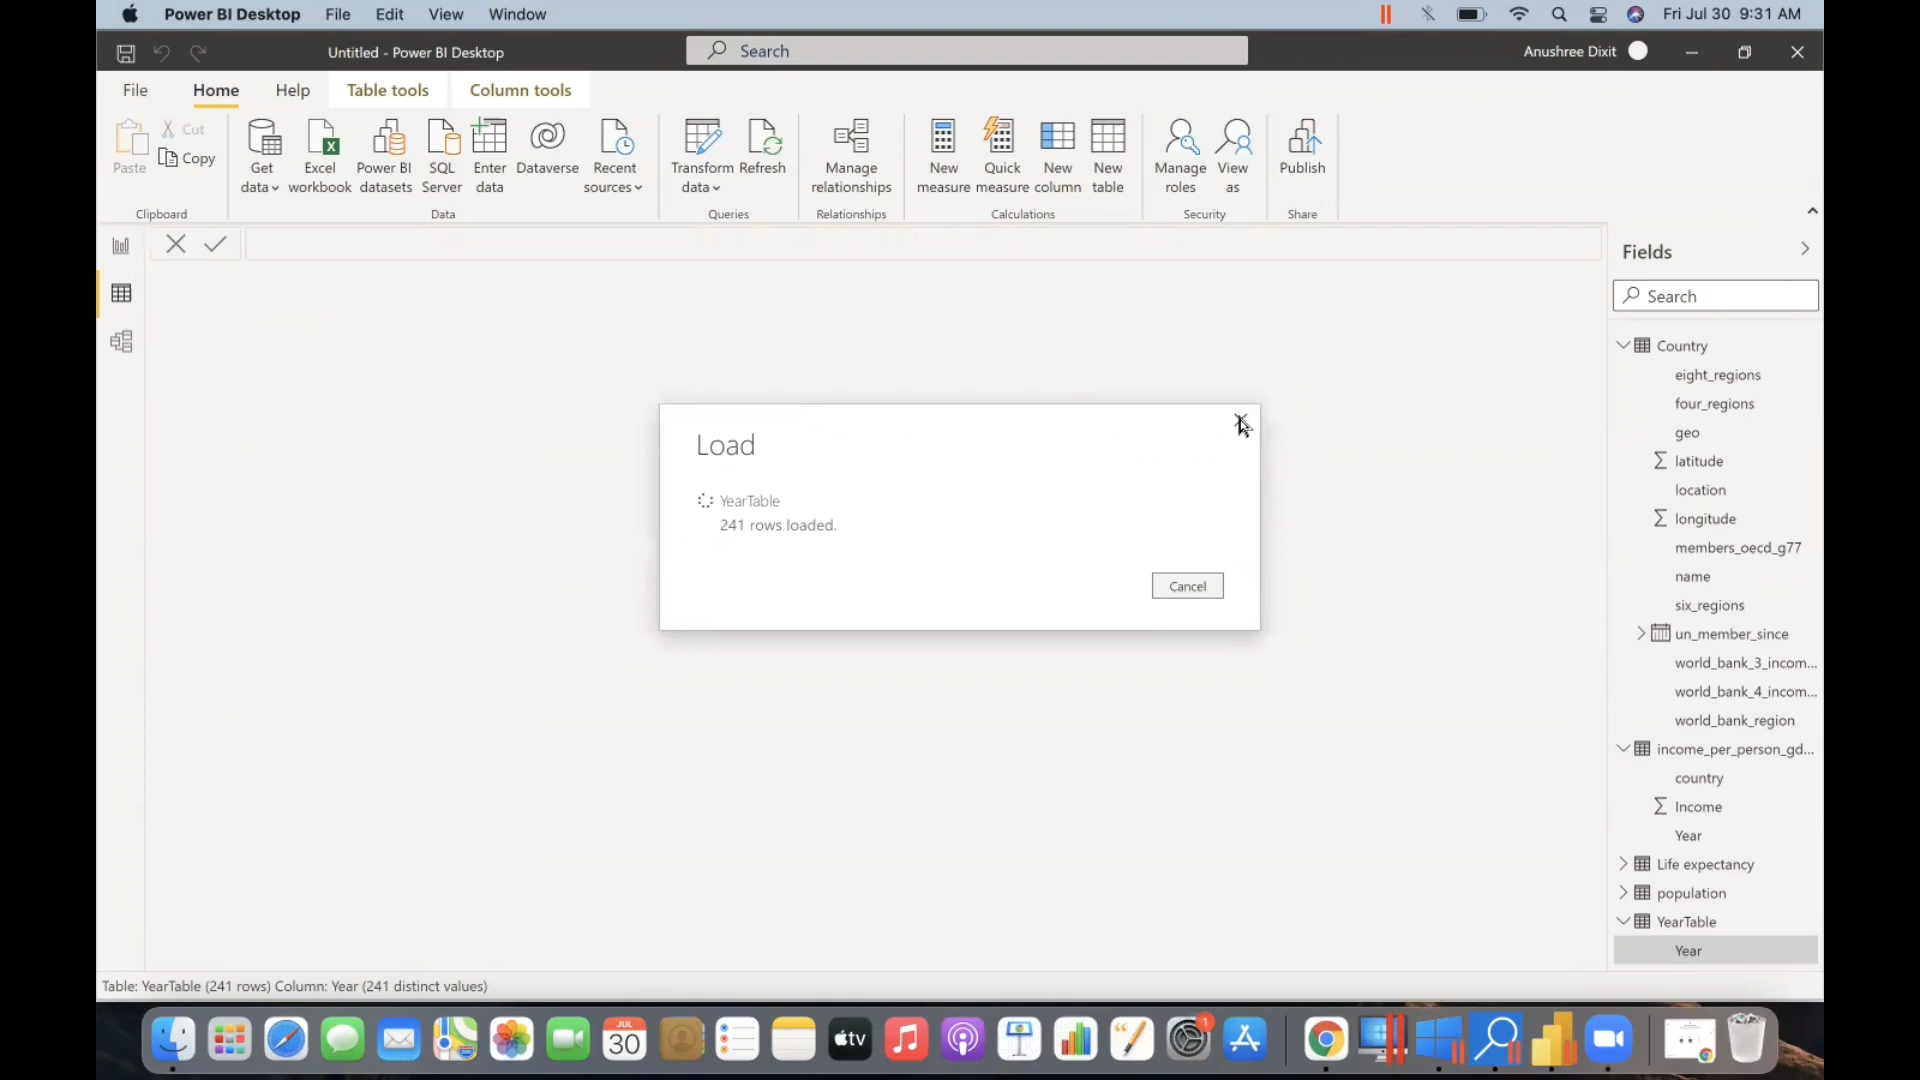 Power BI Desktop File Edit View Window Fri Jul 30 9:31 AM
Untitled - Power BI Desktop Search Anushree Dixit
File Home Help Table tools Column tools
Paste Cut Copy
Get data Excel workbook Power BI datasets SQL Server Enter data Dataverse Recent sources Transform data Refresh Manage relationships New measure Quick measure New column New table Manage roles View as Publish
Clipboard Data Queries Relationships Calculations Security Share
Fields
Search
Country
eight_regions
four_regions
geo
latitude
location
longitude
members_oecd_g77
name
six_regions
un_member_since
world_bank_3_incom...
world_bank_4_incom...
world_bank_region
income_per_person_gd...
country
Income
Year
Life expectancy
population
YearTable
Year
Load
YearTable
241 rows loaded.
Cancel
Table: YearTable (241 rows) Column: Year (241 distinct values)
JUL
30
tv
1